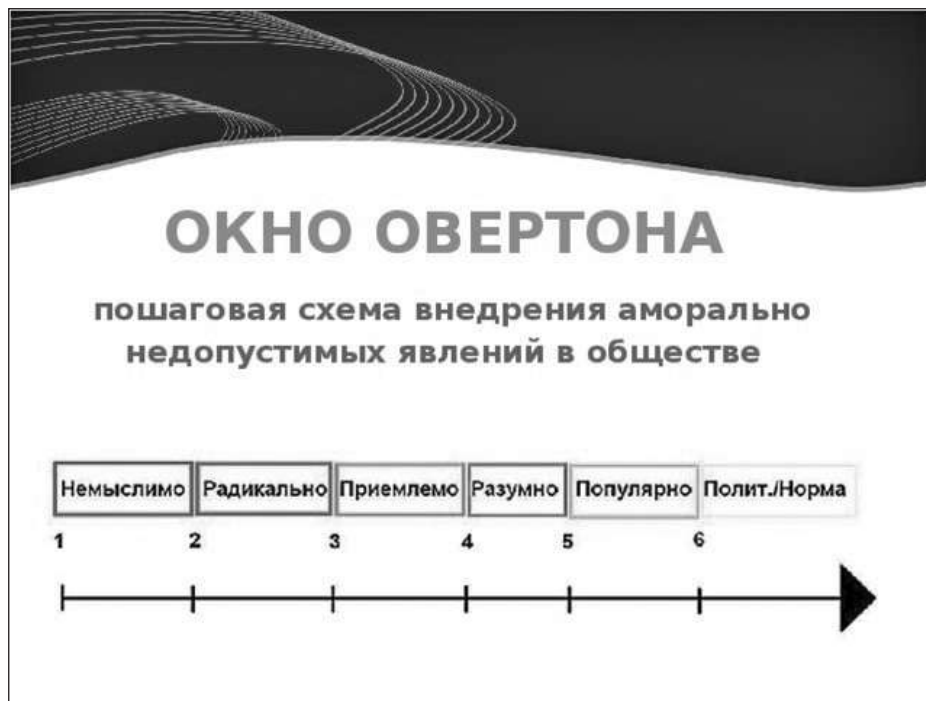 ОКНО ОВЕРТОНА
пошаговая схема внедрения аморально
недопустимых явлений в обществе
Немыслимо Радикально Приемлемо Разумно Популярно Полит./Норма
1 2 3 4 5 6